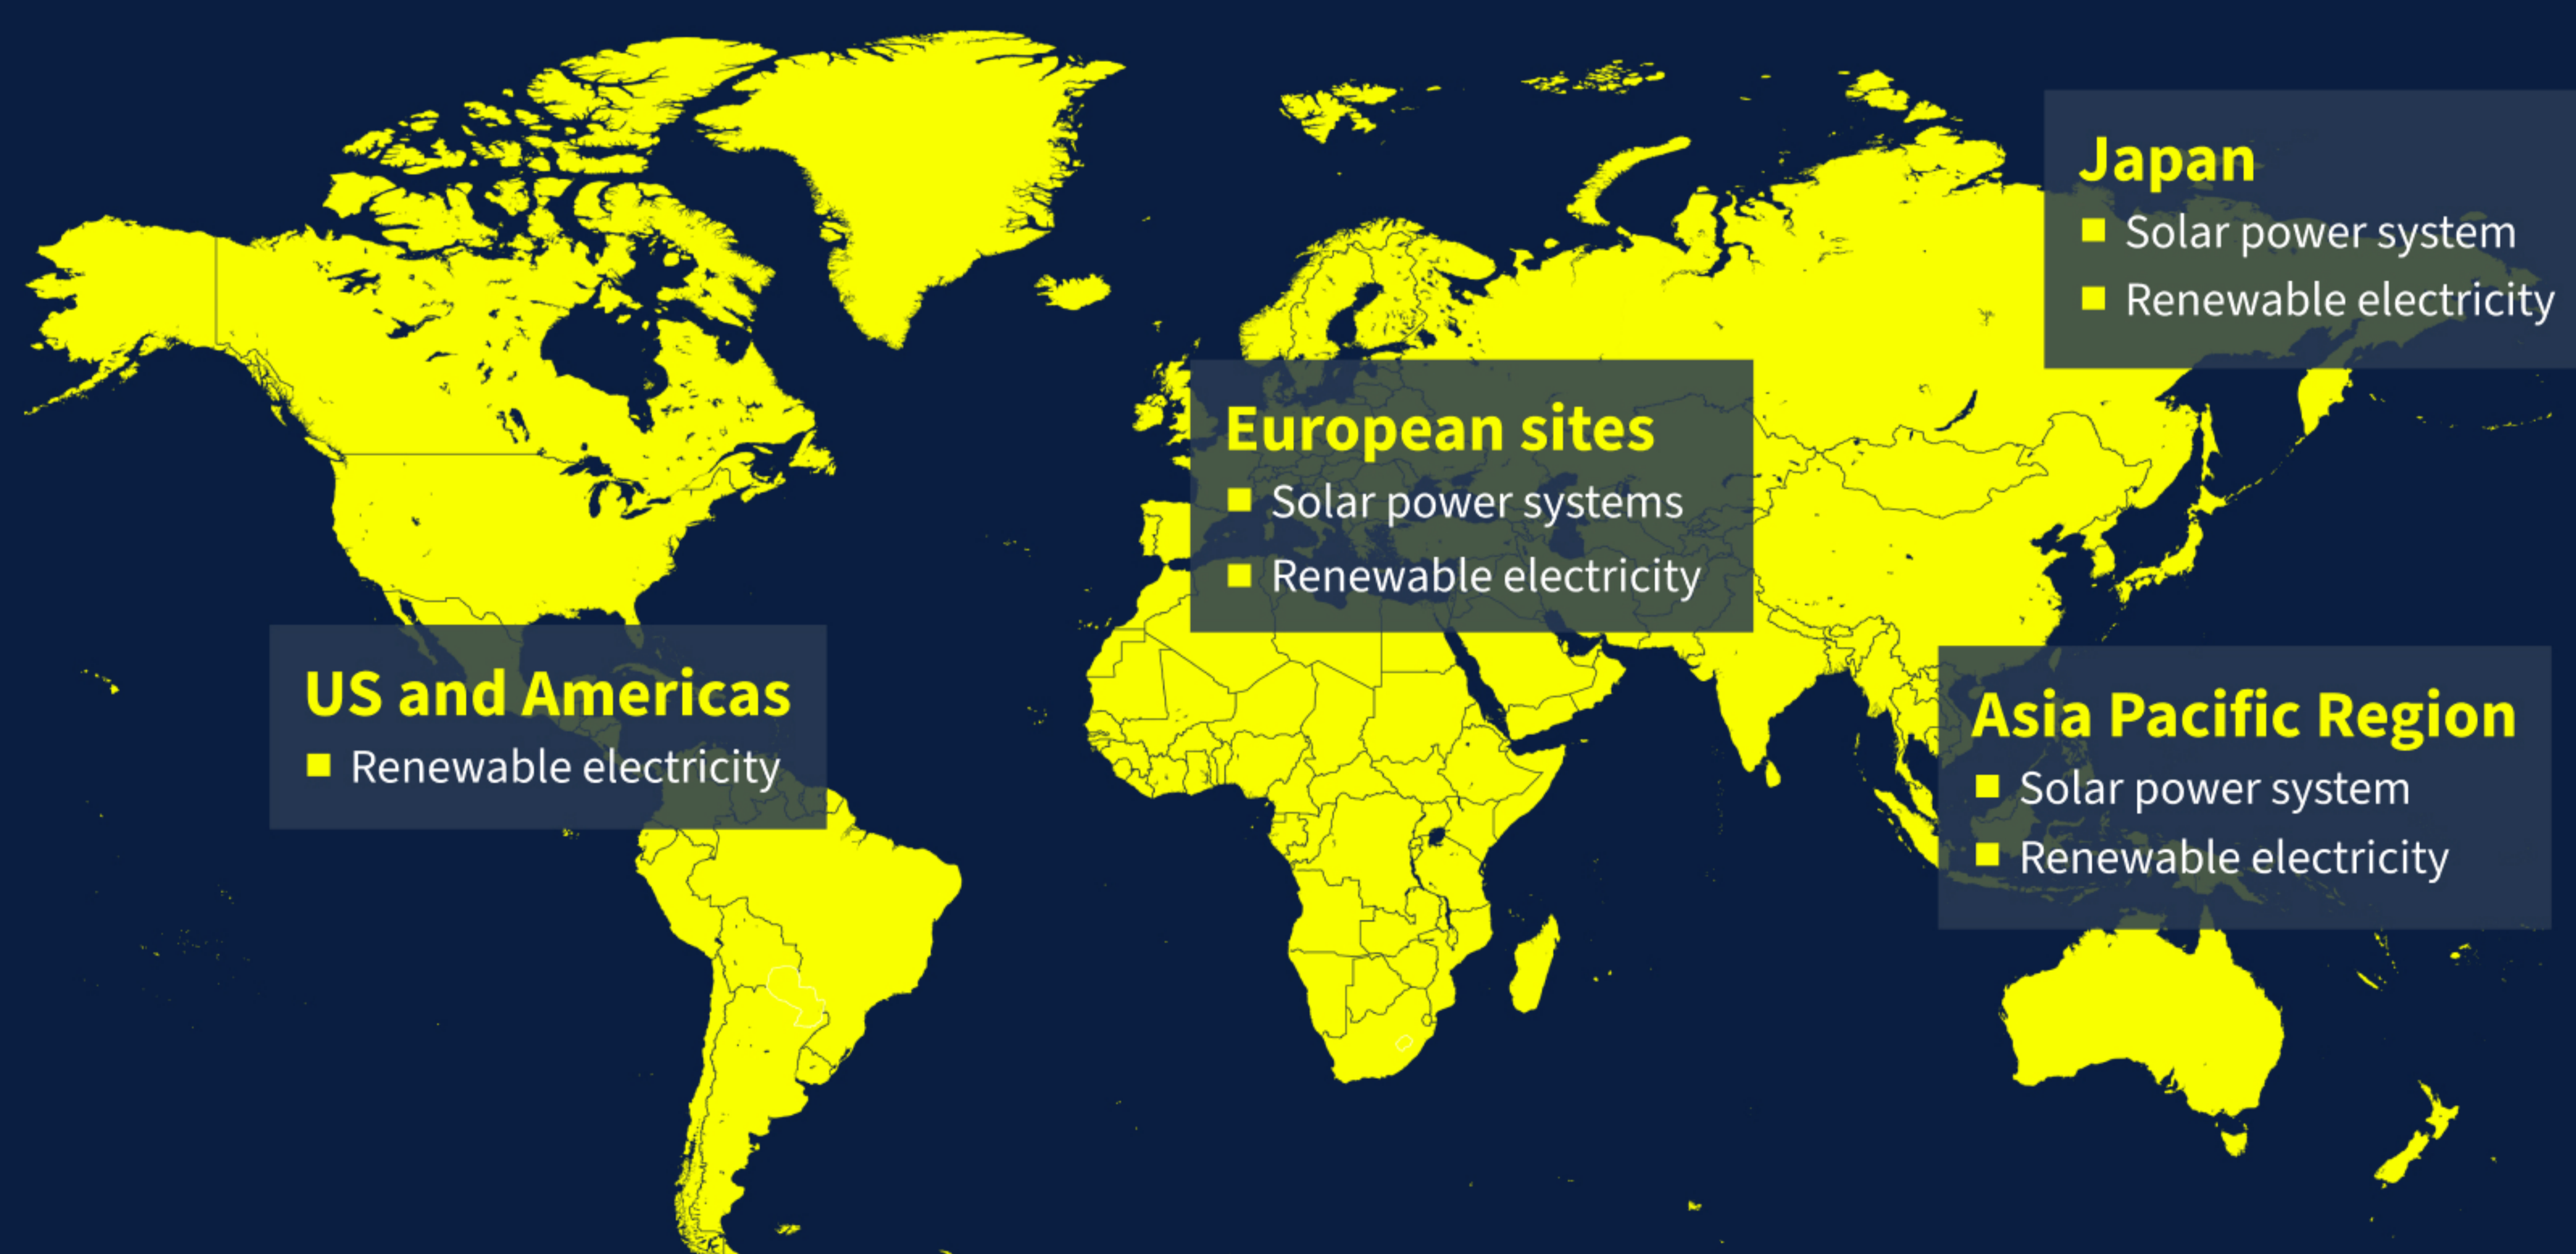 Japan
Solar power system
Renewable electricity
European sites
Solar power systems
Renewable electricity
US and Americas
Renewable electricity
Asia Pacific Region
Solar power system
Renewable electricity